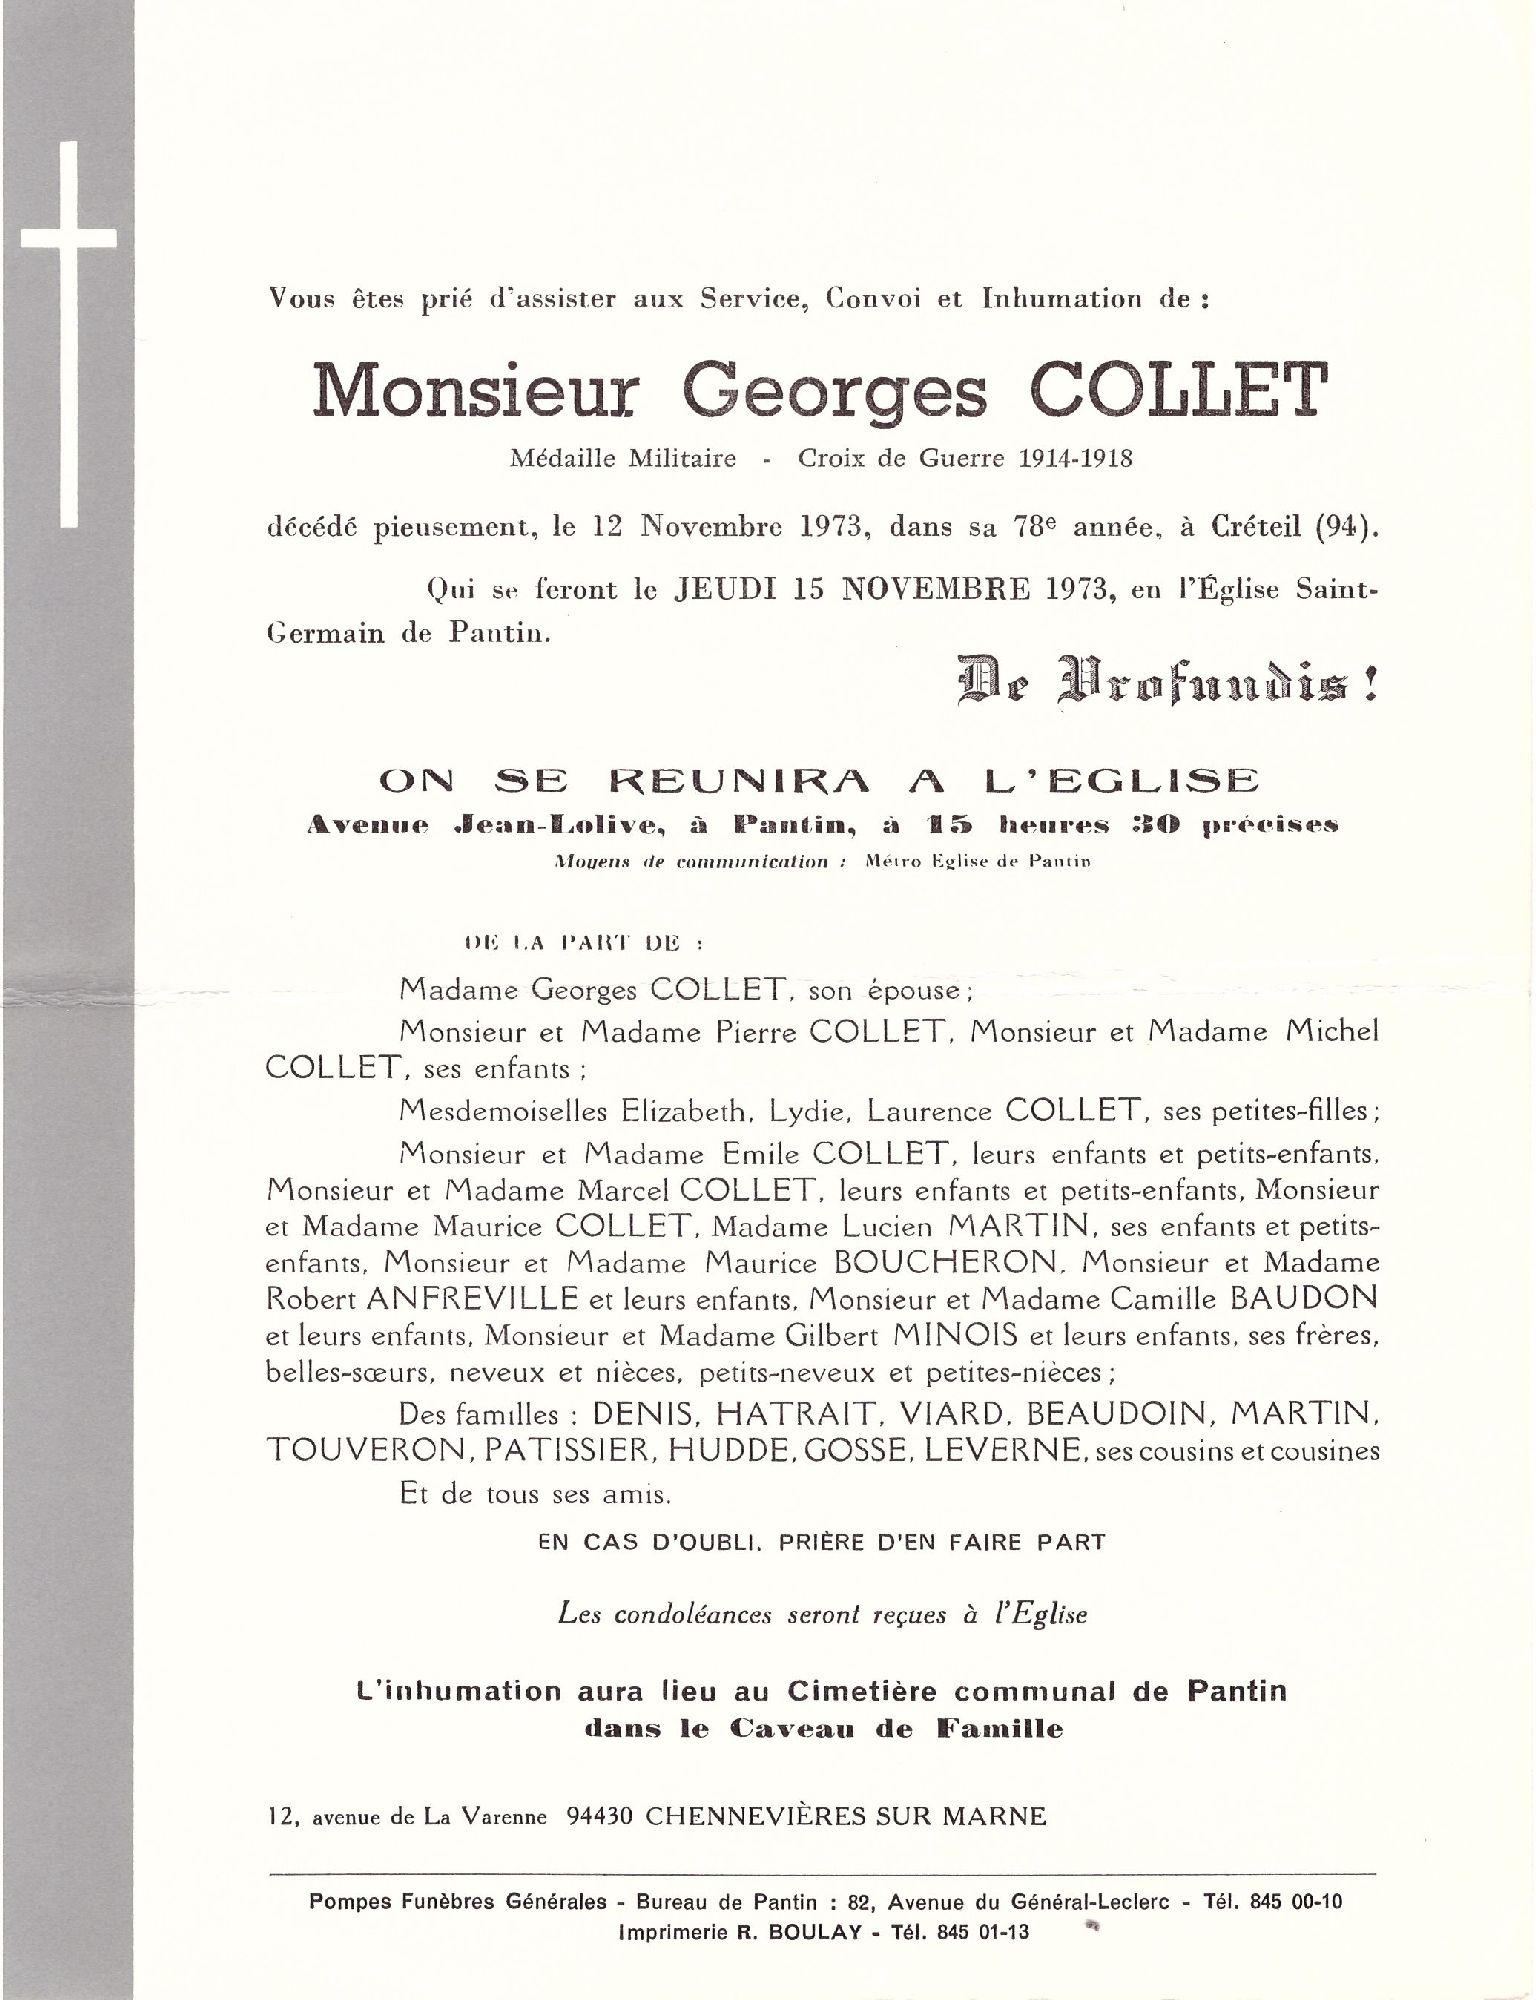 Vous êtes prié d'assister aux Service, Convoi et Inhumation de :
Monsieur Georges COLLET
Médaille Militaire - Croix de Guerre 1914-1918
décédé pieusement, le 12 Novembre 1973, dans sa 78e année, à Créteil (94).
Qui se feront le JEUDI 15 NOVEMBRE 1973, en l'Église Saint-
Germain de Pantin.
De Profundis !
ON SE REUNIRA A L'EGLISE
Avenue Jean-Lolive, à Pantin, à 15 heures 30 précises
Moyens de communication : Métro Eglise de Pantin
DE LA PART DE :
Madame Georges COLLET, son épouse ;
Monsieur et Madame Pierre COLLET, Monsieur et Madame Michel
COLLET, ses enfants ;
Mesdemoiselles Elizabeth, Lydie, Laurence COLLET, ses petites-filles ;
Monsieur et Madame Emile COLLET, leurs enfants et petits-enfants,
Monsieur et Madame Marcel COLLET, leurs enfants et petits-enfants, Monsieur
et Madame Maurice COLLET, Madame Lucien MARTIN, ses enfants et petits-
enfants, Monsieur et Madame Maurice BOUCHERON, Monsieur et Madame
Robert ANFREVILLE et leurs enfants, Monsieur et Madame Camille BAUDON
et leurs enfants, Monsieur et Madame Gilbert MINOIS et leurs enfants, ses frères,
belles-sœurs, neveux et nièces, petits-neveux et petites-nièces ;
Des familles : DENIS, HATRAIT, VIARD, BEAUDOIN, MARTIN,
TOUVERON, PATISSIER, HUDDE, GOSSE, LEVERNE, ses cousins et cousines
Et de tous ses amis.
EN CAS D'OUBLI, PRIÈRE D'EN FAIRE PART
Les condoléances seront reçues à l'Eglise
L'inhumation aura lieu au Cimetière communal de Pantin
dans le Caveau de Famille
12, avenue de La Varenne 94430 CHENNEVIÈRES SUR MARNE
Pompes Funèbres Générales - Bureau de Pantin : 82, Avenue du Général-Leclerc - Tél. 845 00-10
Imprimerie R. BOULAY - Tél. 845 01-13